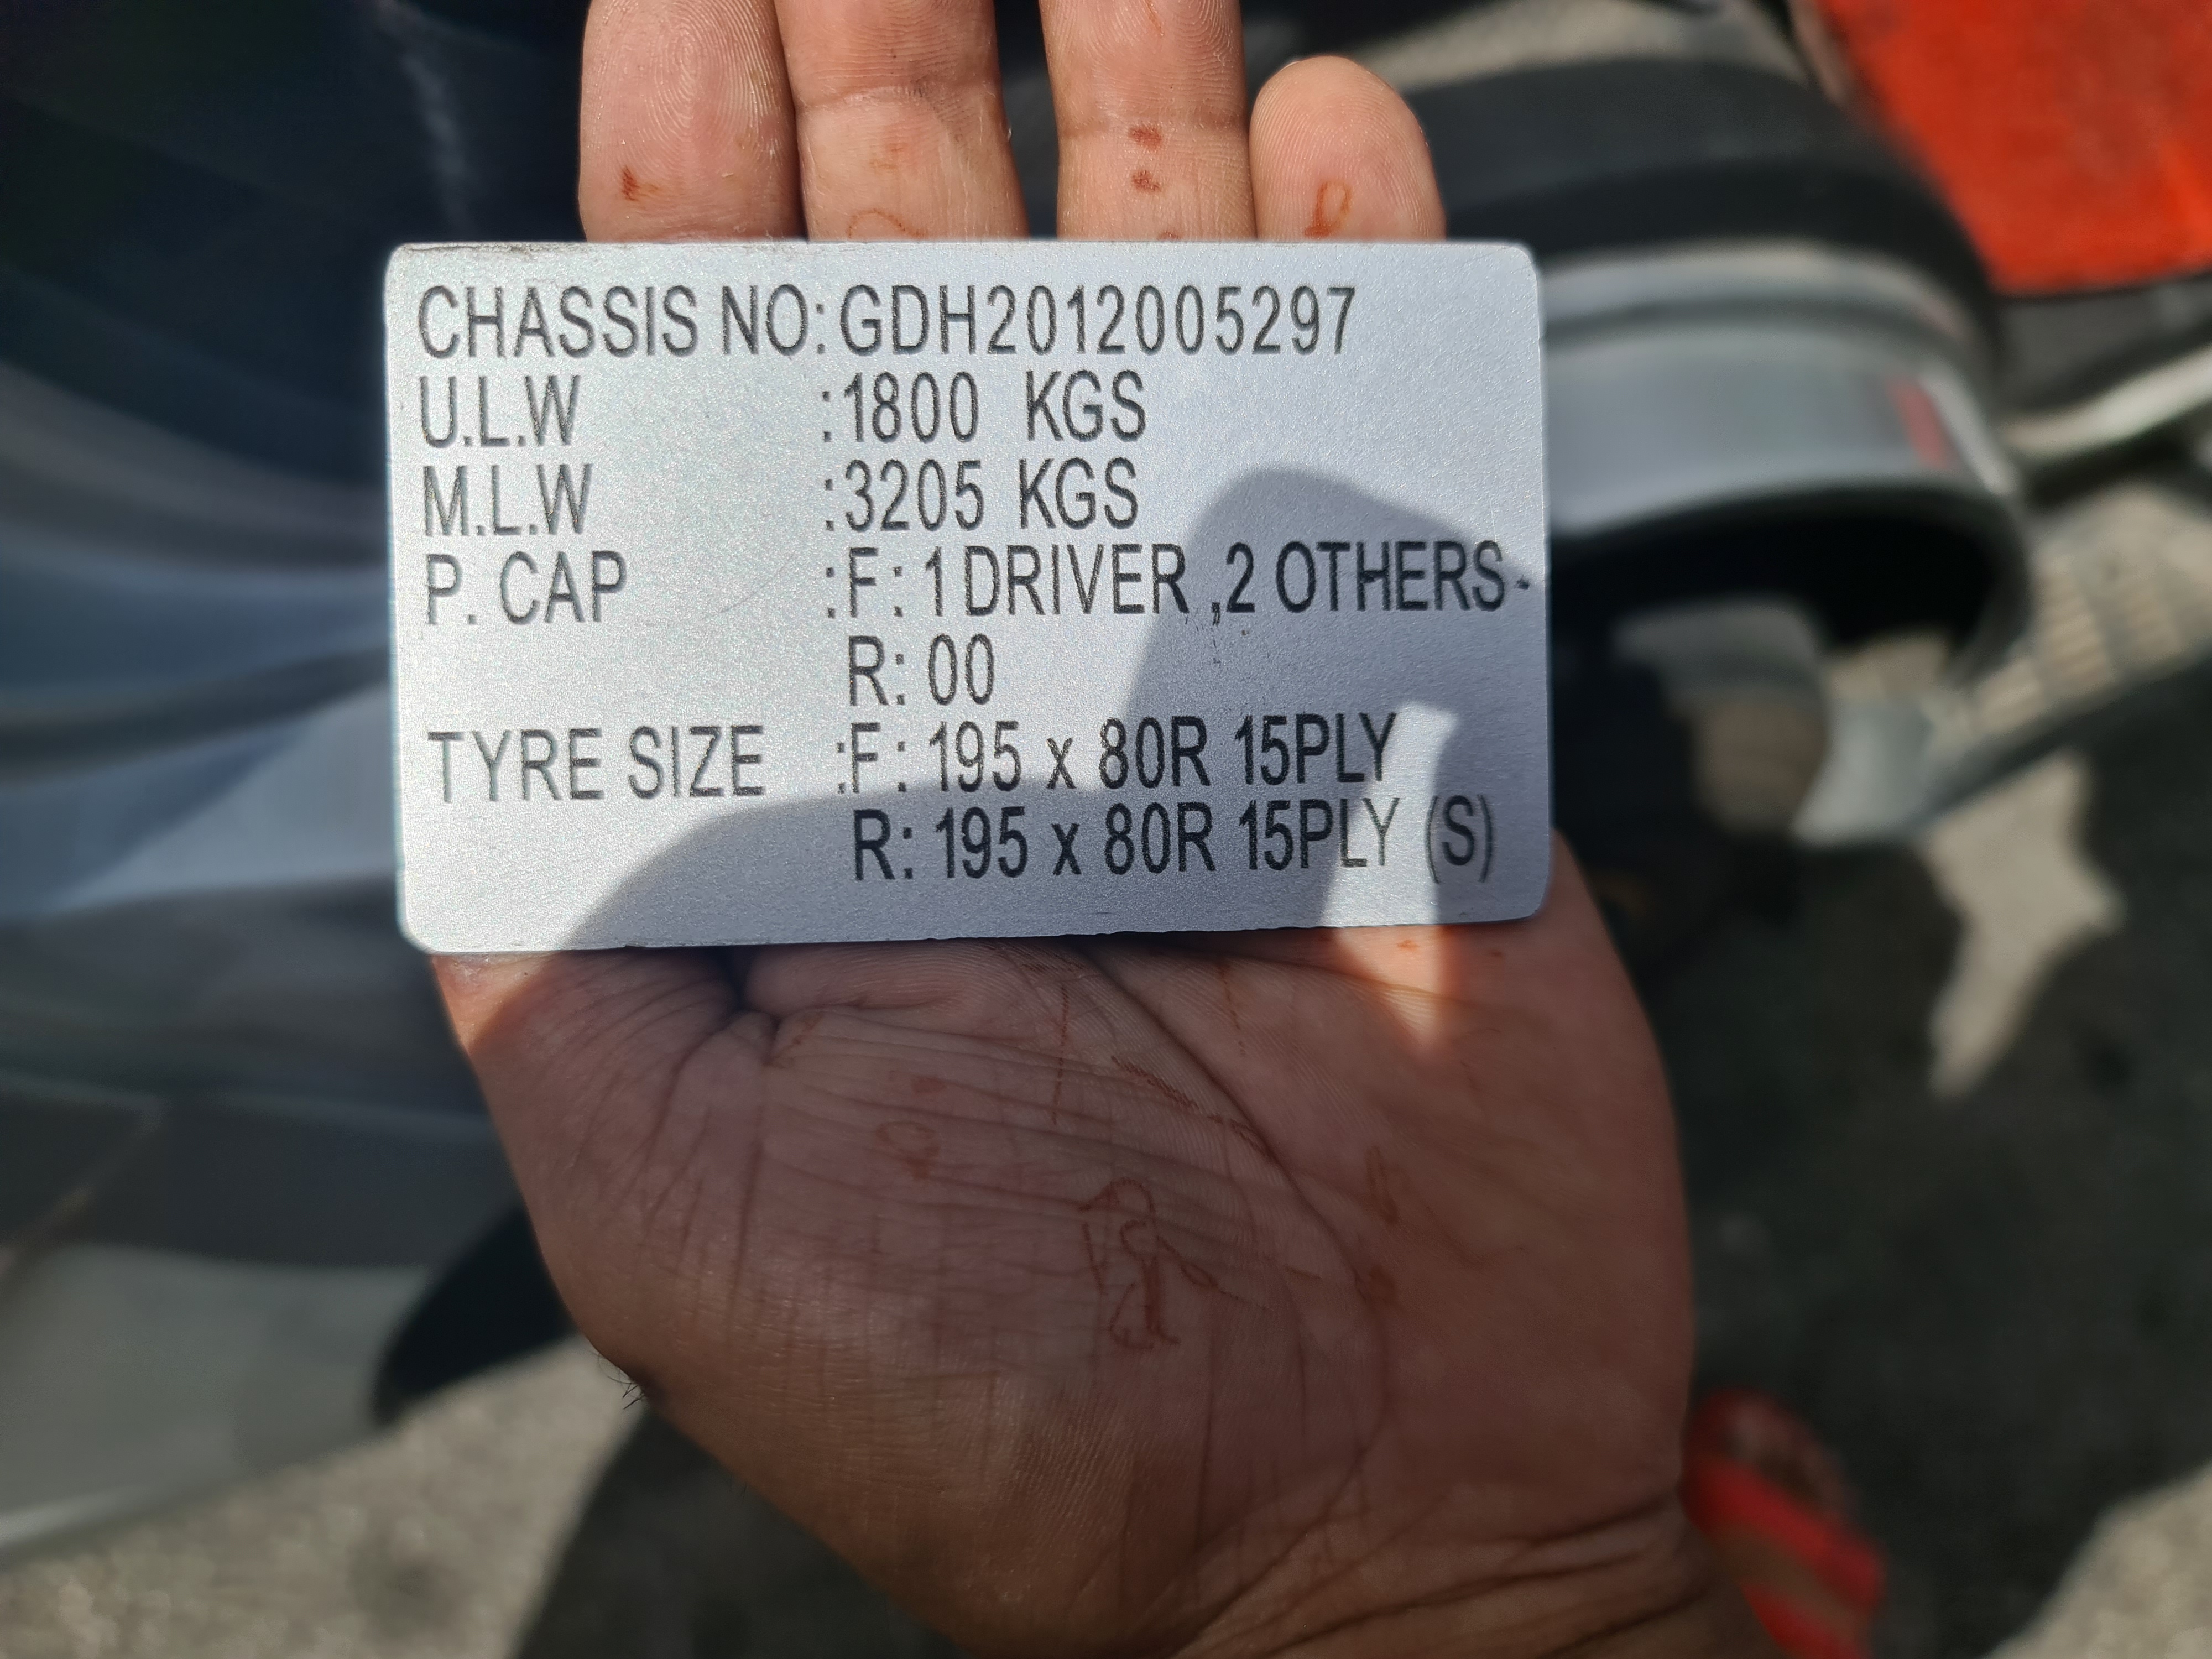 CHASSIS NO: GDH2012005297
U.L.W :1800 KGS
M.L.W :3205 KGS
P. CAP :F: 1 DRIVER ,2 OTHERS
R: 00
TYRE SIZE :F: 195 x 80R 15PLY
R: 195 x 80R 15PLY (S)